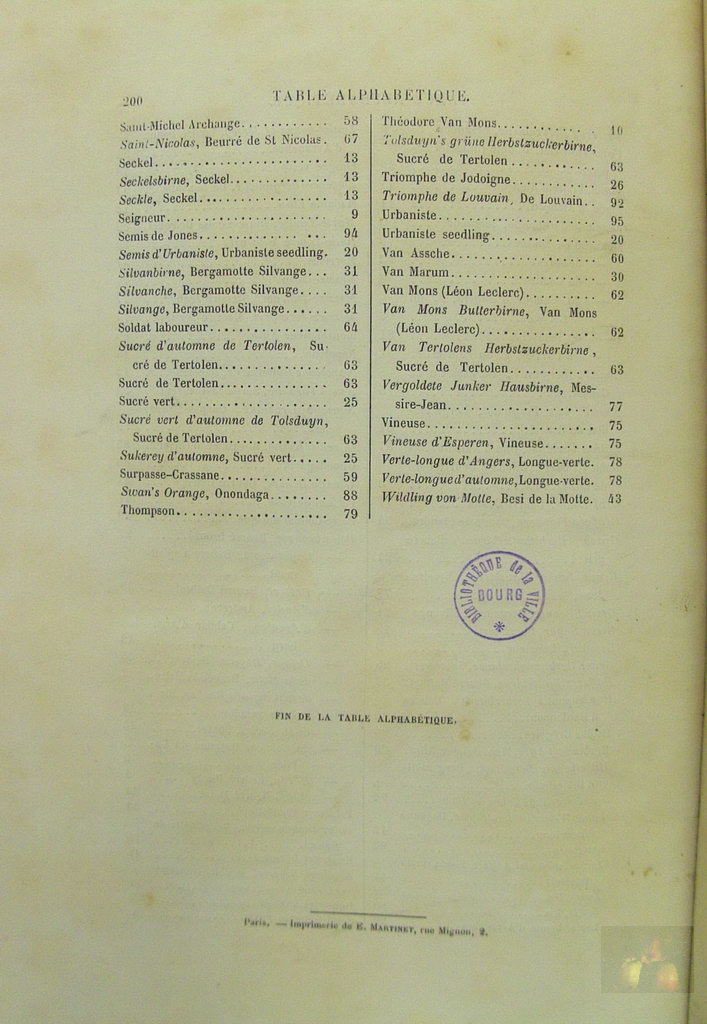 200
TABLE ALPHABÉTIQUE.
Saint-Michel Archange. . . . . . . . . . . . 58
Saint-Nicolas, Beurré de St Nicolas. 67
Seckel. . . . . . . . . . . . . . . . . . . . . . . . 13
Seckelsbirne, Seckel. . . . . . . . . . . . . . 13
Seckle, Seckel. . . . . . . . . . . . . . . . . . . 13
Seigneur. . . . . . . . . . . . . . . . . . . . . . 9
Semis de Jones. . . . . . . . . . . . . . . . . 94
Semis d'Urbaniste, Urbaniste seedling. 20
Silvanbirne, Bergamotte Silvange. . . 31
Silvanche, Bergamotte Silvange. . . . 31
Silvange, Bergamotte Silvange. . . . . . 31
Soldat laboureur. . . . . . . . . . . . . . . . 64
Sucré d'automne de Tertolen, Su-
cré de Tertolen. . . . . . . . . . . . . . . 63
Sucré de Tertolen. . . . . . . . . . . . . . . 63
Sucré vert. . . . . . . . . . . . . . . . . . . . . 25
Sucré vert d'automne de Tolsduyn,
Sucré de Tertolen. . . . . . . . . . . . . . 63
Sukerey d'automne, Sucré vert. . . . . 25
Surpasse-Crassane. . . . . . . . . . . . . . . 59
Swan's Orange, Onondaga. . . . . . . . 88
Thompson. . . . . . . . . . . . . . . . . . . . 79
Théodore Van Mons. . . . . . . . . . . . 10
Tolsduyn's grüne Herbstzuckerbirne,
Sucré de Tertolen . . . . . . . . . . . . 63
Triomphe de Jodoigne. . . . . . . . . . . . 26
Triomphe de Louvain, De Louvain. . 92
Urbaniste. . . . . . . . . . . . . . . . . . . . . 95
Urbaniste seedling. . . . . . . . . . . . . . . 20
Van Assche. . . . . . . . . . . . . . . . . . . . 60
Van Marum. . . . . . . . . . . . . . . . . . . . 30
Van Mons (Léon Leclerc). . . . . . . . . . 62
Van Mons Butterbirne, Van Mons
(Léon Leclerc). . . . . . . . . . . . . . . . 62
Van Tertolens Herbstzuckerbirne,
Sucré de Tertolen. . . . . . . . . . . . 63
Vergoldete Junker Hausbirne, Mes-
sire-Jean. . . . . . . . . . . . . . . . . . . . 77
Vineuse. . . . . . . . . . . . . . . . . . . . . . . 75
Vineuse d'Esperen, Vineuse. . . . . . . 75
Verte-longue d'Angers, Longue-verte. 78
Verte-longue d'automne, Longue-verte. 78
Wildling von Motte, Besi de la Motte. 43
BIBLIOTHÈQUE de la VILLE
BOURG
FIN DE LA TABLE ALPHABÉTIQUE.
Paris. — Imprimerie de E. MARTINET, rue Mignon, 2.